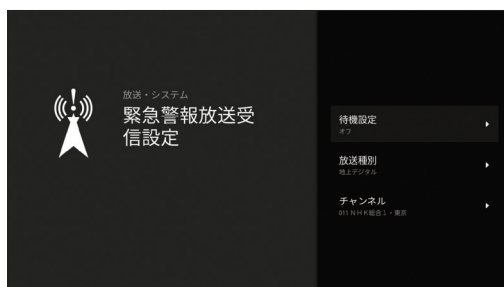 放送・システム
緊急警報放送受
信設定
待機設定
オフ
放送種別
地上デジタル
チャンネル
011 ＮＨＫ総合１・東京